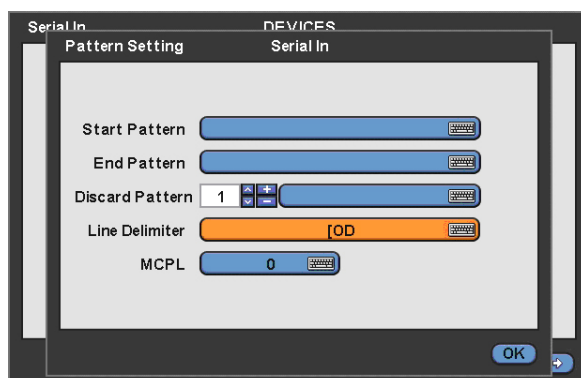 Serial In DEVICES
Pattern Setting Serial In
Start Pattern
End Pattern
Discard Pattern 1
Line Delimiter [OD
MCPL 0
OK